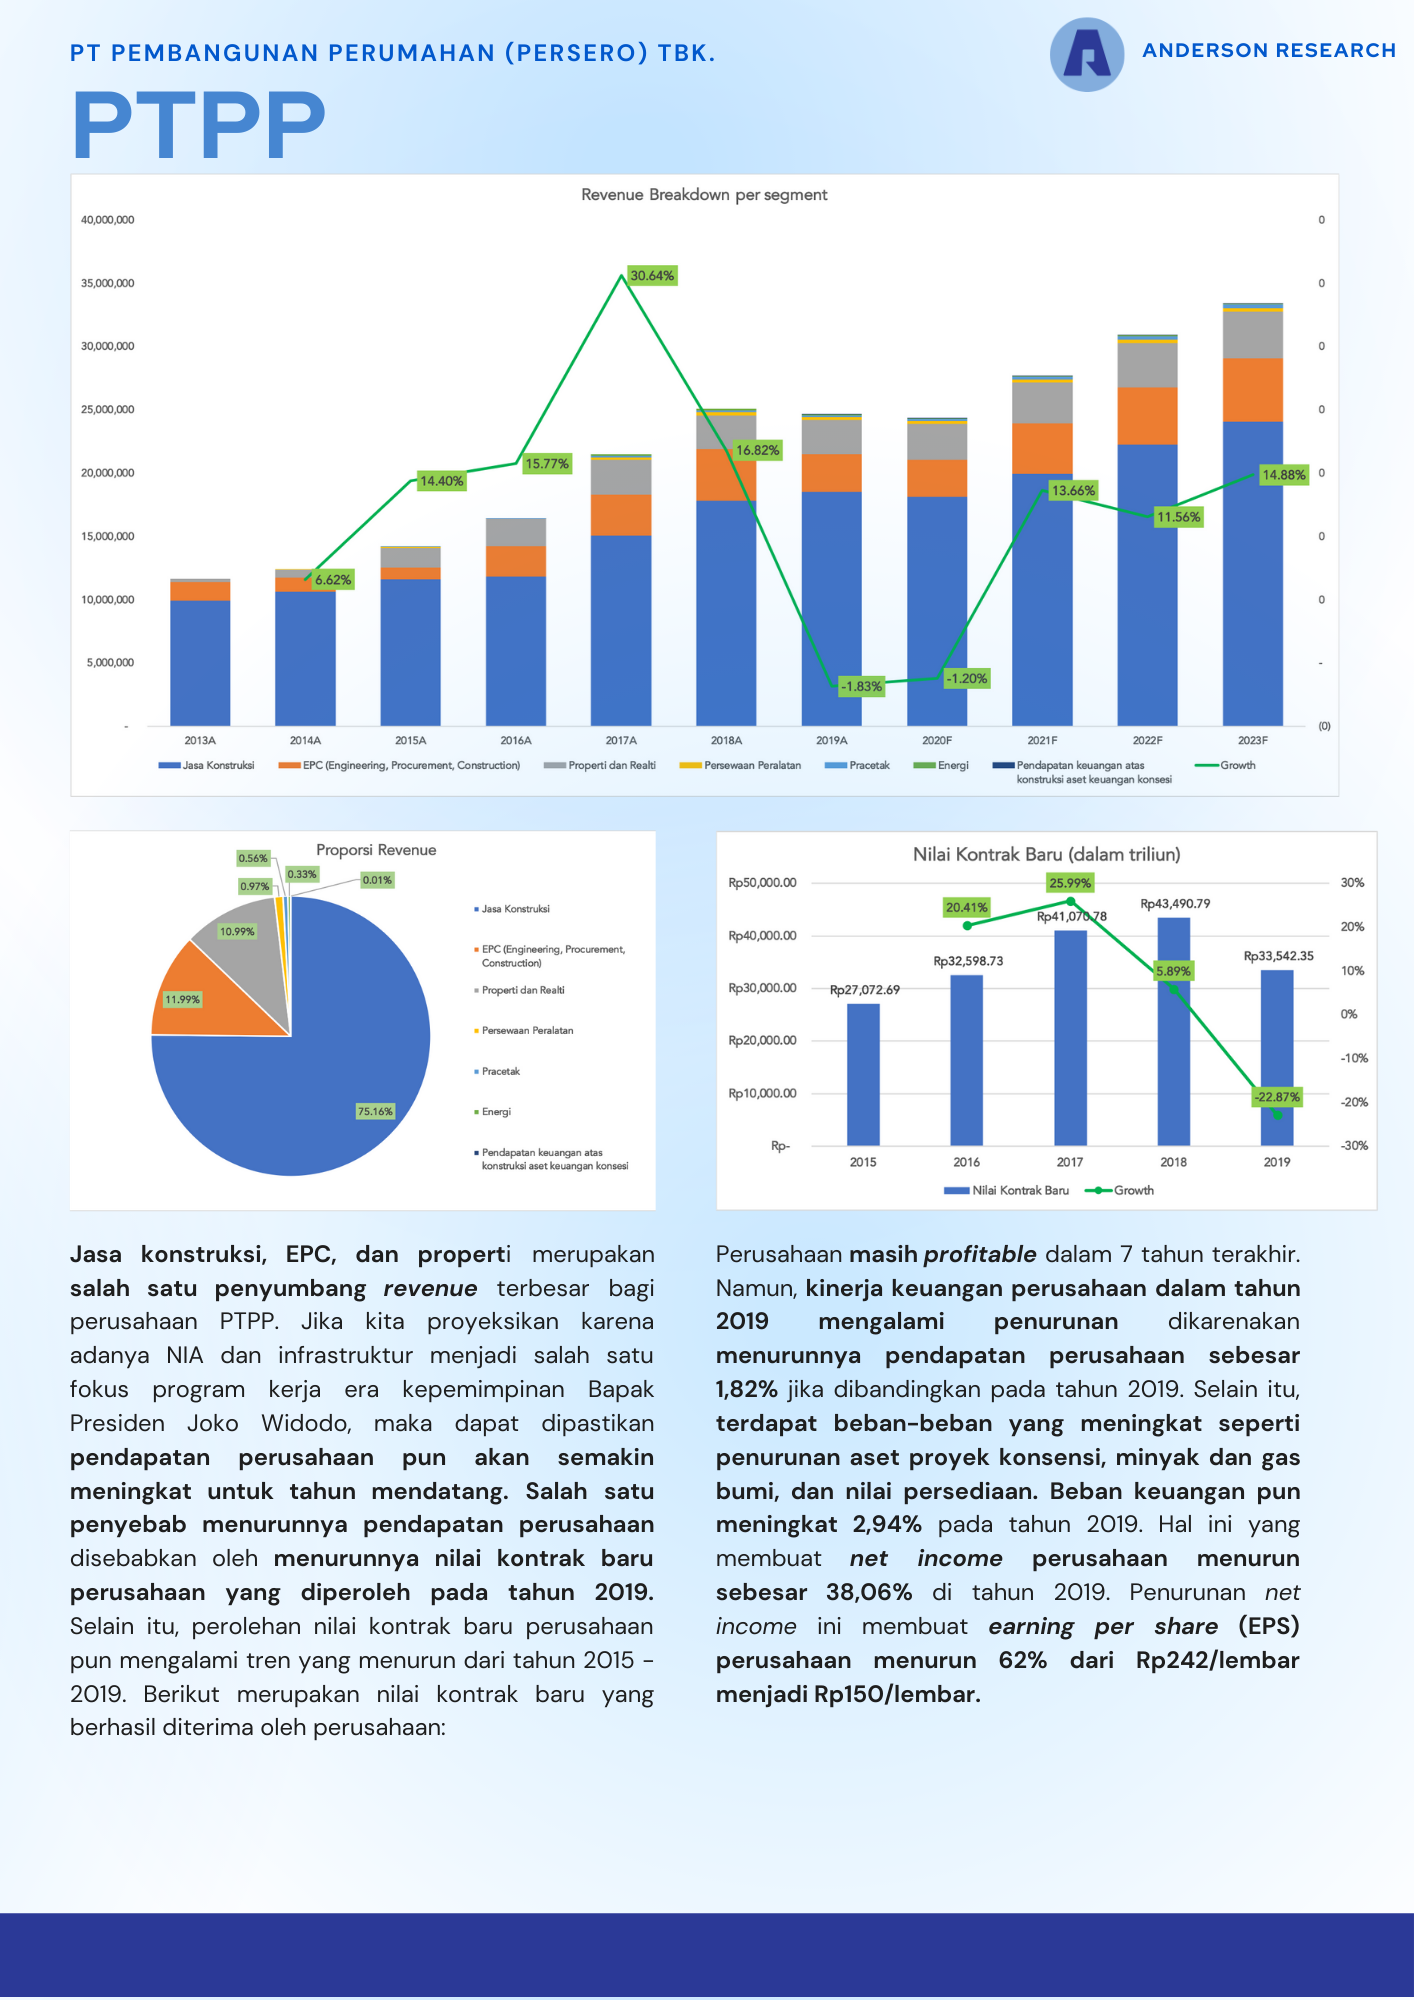 PT PEMBANGUNAN PERUMAHAN (PERSERO) TBK.
ANDERSON RESEARCH
PTPP
Revenue Breakdown per segment
40,000,000
35,000,000
30,000,000
25,000,000
20,000,000
15,000,000
10,000,000
5,000,000
-
0
0
0
0
0
0
0
-
(0)
6.62%
14.40%
15.77%
30.64%
16.82%
-1.83%
-1.20%
13.66%
11.56%
14.88%
2013A 2014A 2015A 2016A 2017A 2018A 2019A 2020F 2021F 2022F 2023F
Jasa Konstruksi EPC (Engineering, Procurement, Construction) Properti dan Realti Persewaan Peralatan Pracetak Energi Pendapatan keuangan atas Growth
konstruksi aset keuangan konsesi
Proporsi Revenue
0.56%
0.33%
0.97%
0.01%
10.99%
11.99%
75.16%
Jasa Konstruksi
EPC (Engineering, Procurement,
Construction)
Properti dan Realti
Persewaan Peralatan
Pracetak
Energi
Pendapatan keuangan atas
konstruksi aset keuangan konsesi
Nilai Kontrak Baru (dalam triliun)
Rp50,000.00
Rp40,000.00
Rp30,000.00
Rp20,000.00
Rp10,000.00
Rp-
30%
20%
10%
0%
-10%
-20%
-30%
Rp27,072.69
Rp32,598.73
Rp41,070.78
Rp43,490.79
Rp33,542.35
20.41%
25.99%
5.89%
-22.87%
2015 2016 2017 2018 2019
Nilai Kontrak Baru Growth
Jasa konstruksi, EPC, dan properti merupakan
salah satu penyumbang revenue terbesar bagi
perusahaan PTPP. Jika kita proyeksikan karena
adanya NIA dan infrastruktur menjadi salah satu
fokus program kerja era kepemimpinan Bapak
Presiden Joko Widodo, maka dapat dipastikan
pendapatan perusahaan pun akan semakin
meningkat untuk tahun mendatang. Salah satu
penyebab menurunnya pendapatan perusahaan
disebabkan oleh menurunnya nilai kontrak baru
perusahaan yang diperoleh pada tahun 2019.
Selain itu, perolehan nilai kontrak baru perusahaan
pun mengalami tren yang menurun dari tahun 2015 -
2019. Berikut merupakan nilai kontrak baru yang
berhasil diterima oleh perusahaan:
Perusahaan masih profitable dalam 7 tahun terakhir.
Namun, kinerja keuangan perusahaan dalam tahun
2019 mengalami penurunan dikarenakan
menurunnya pendapatan perusahaan sebesar
1,82% jika dibandingkan pada tahun 2019. Selain itu,
terdapat beban-beban yang meningkat seperti
penurunan aset proyek konsensi, minyak dan gas
bumi, dan nilai persediaan. Beban keuangan pun
meningkat 2,94% pada tahun 2019. Hal ini yang
membuat net income perusahaan menurun
sebesar 38,06% di tahun 2019. Penurunan net
income ini membuat earning per share (EPS)
perusahaan menurun 62% dari Rp242/lembar
menjadi Rp150/lembar.